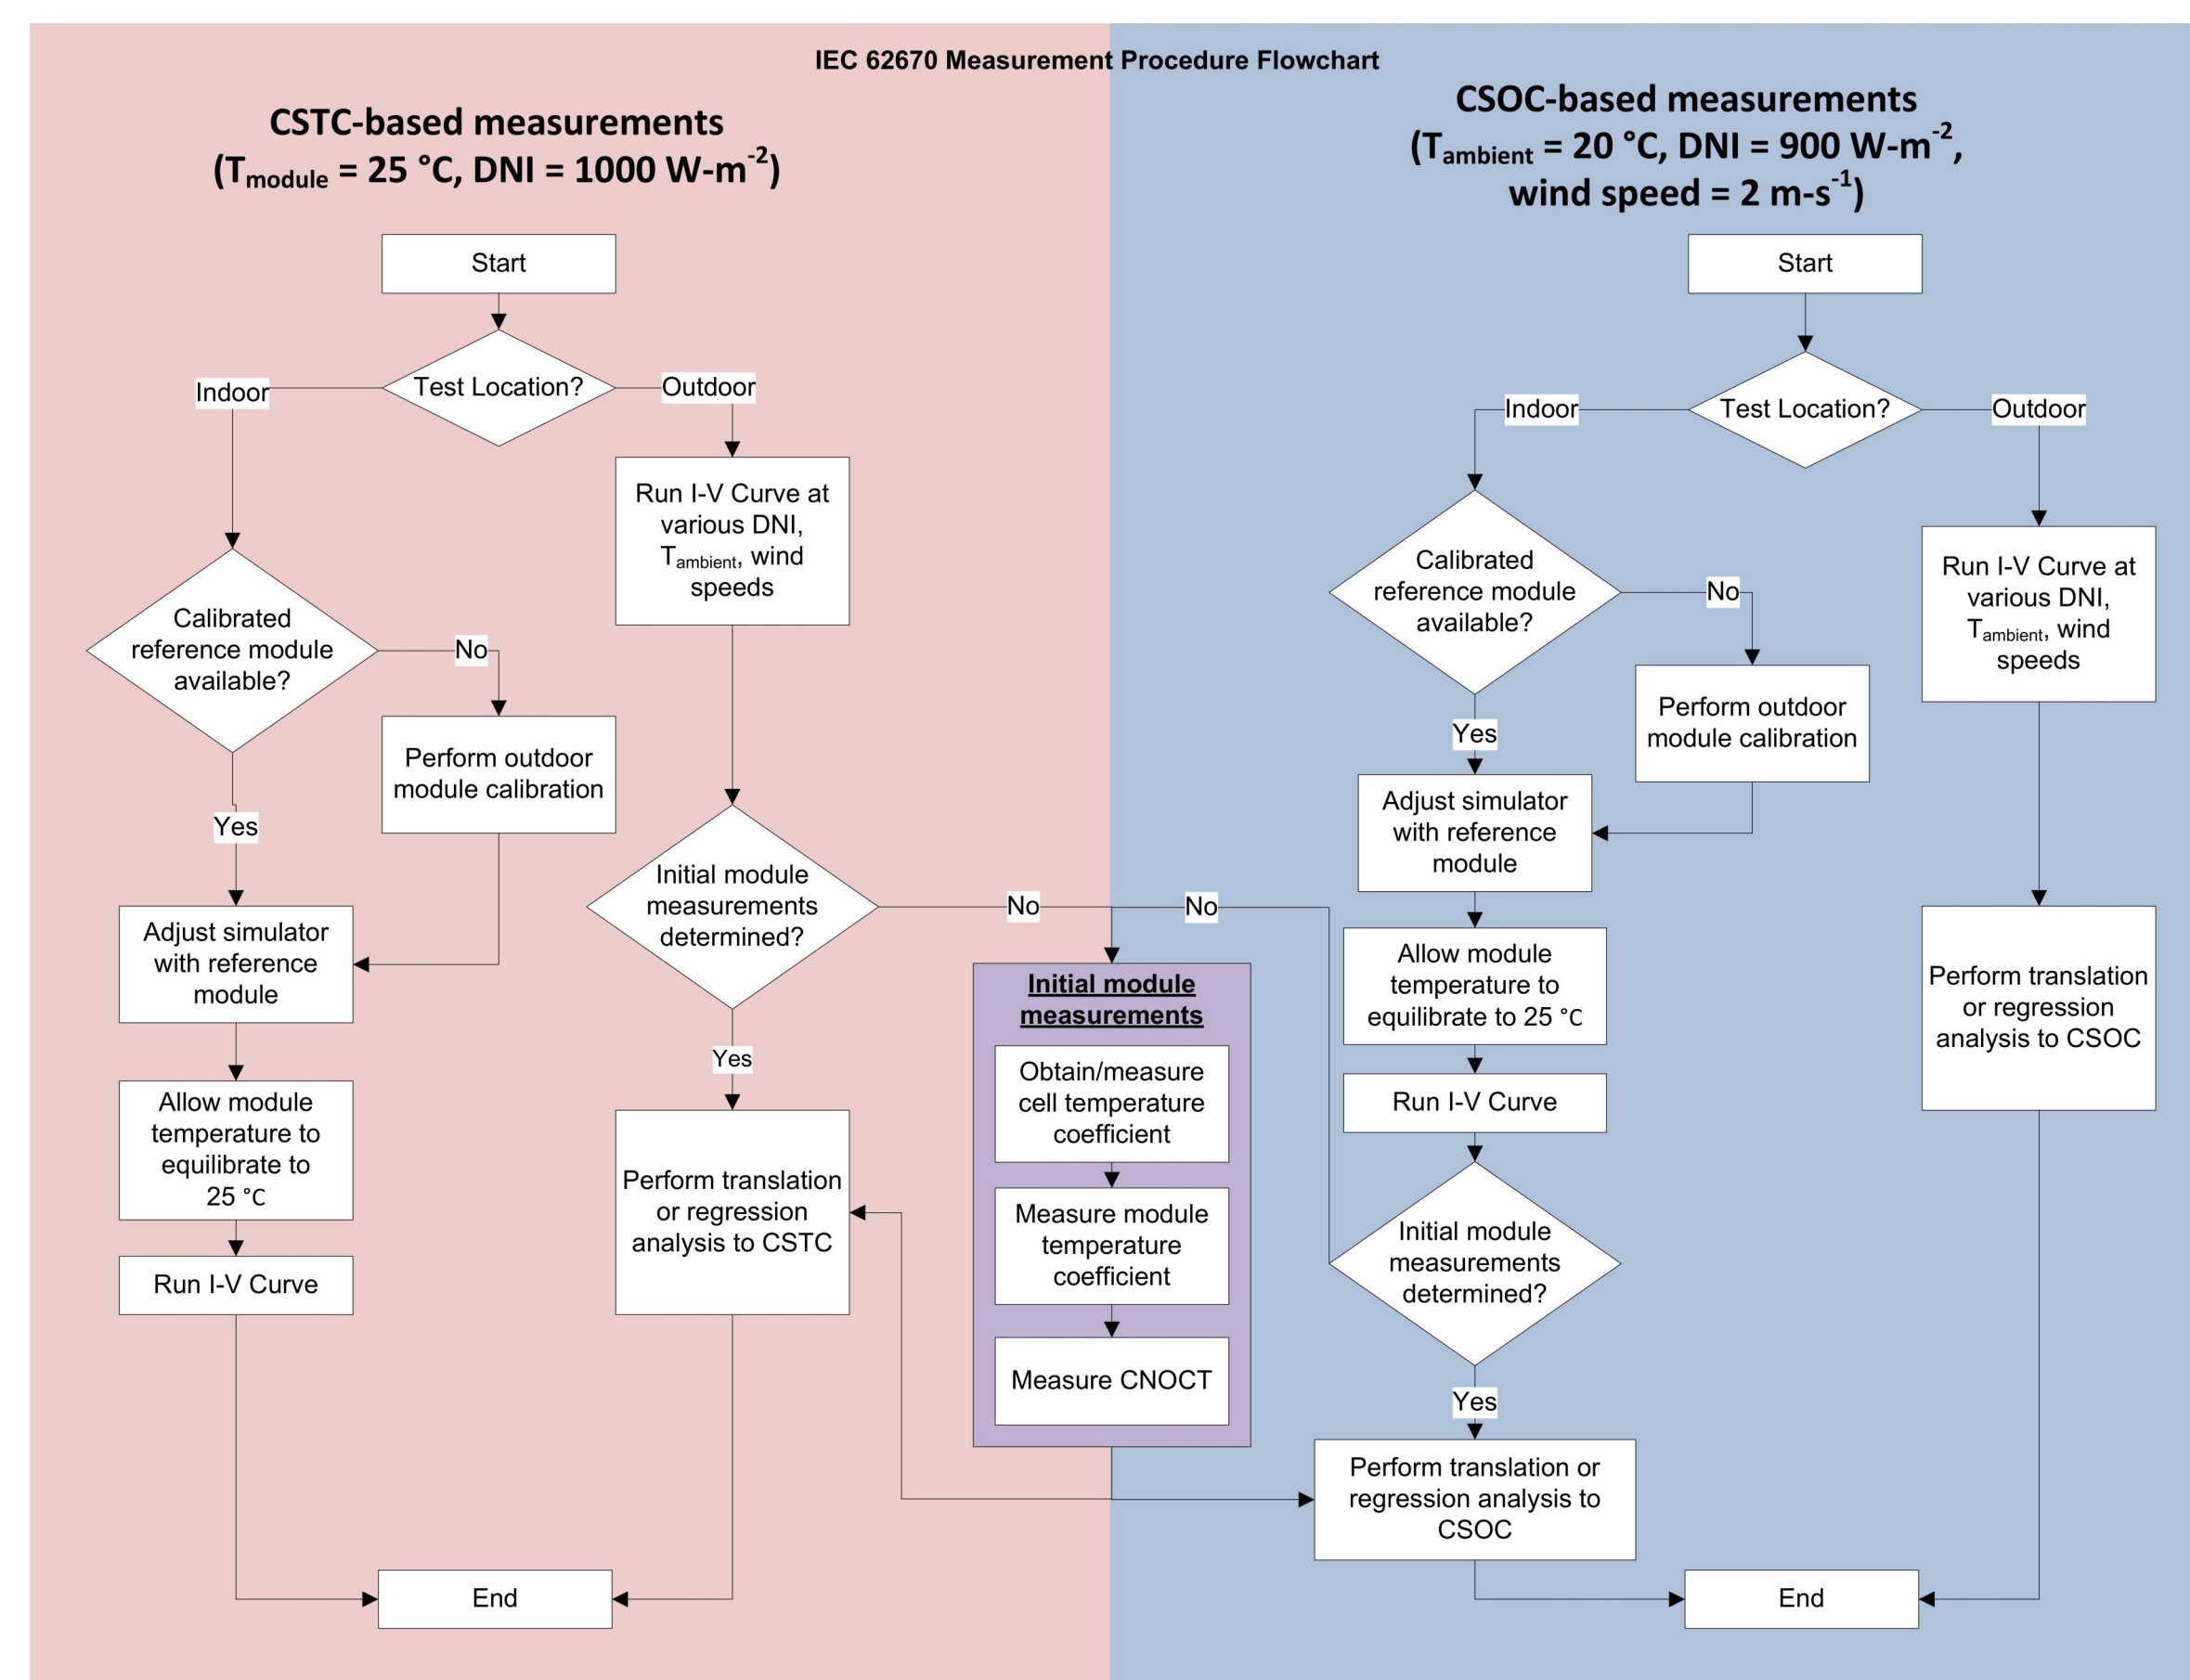 IEC 62670 Measurement Procedure Flowchart
CSTC-based measurements
(Tmodule = 25 °C, DNI = 1000 W-m-2)
Start
Test Location?
Indoor
Outdoor
Run I-V Curve at
various DNI,
Tambient, wind
speeds
Calibrated
reference module
available?
No
Perform outdoor
module calibration
Yes
Adjust simulator
with reference
module
Allow module
temperature to
equilibrate to
25 °C
Run I-V Curve
Initial module
measurements
determined?
No
Yes
Perform translation
or regression
analysis to CSTC
End
Initial module
measurements
Obtain/measure
cell temperature
coefficient
Measure module
temperature
coefficient
Measure CNOCT
CSOC-based measurements
(Tambient = 20 °C, DNI = 900 W-m-2,
wind speed = 2 m-s-1)
Start
Test Location?
Indoor
Outdoor
Calibrated
reference module
available?
No
Perform outdoor
module calibration
Yes
Adjust simulator
with reference
module
Allow module
temperature to
equilibrate to 25 °C
Run I-V Curve
Initial module
measurements
determined?
No
Yes
Perform translation or
regression analysis to
CSOC
Run I-V Curve at
various DNI,
Tambient, wind
speeds
Perform translation
or regression
analysis to CSOC
End